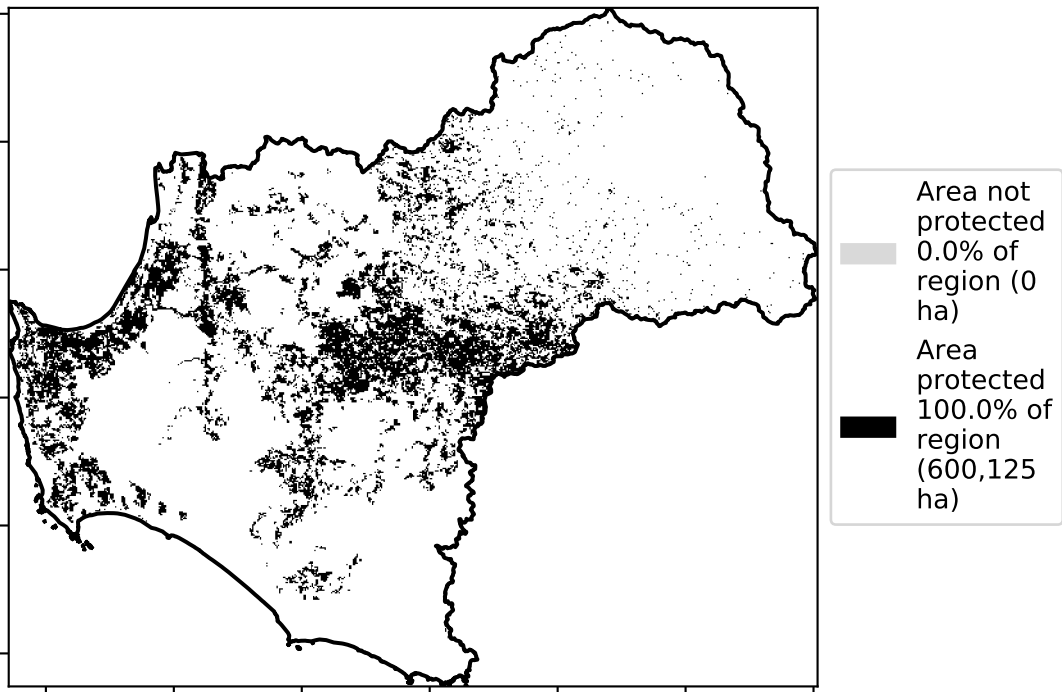 Area not
protected
0.0% of
region (0
ha)
Area
protected
100.0% of
region
(600,125
ha)